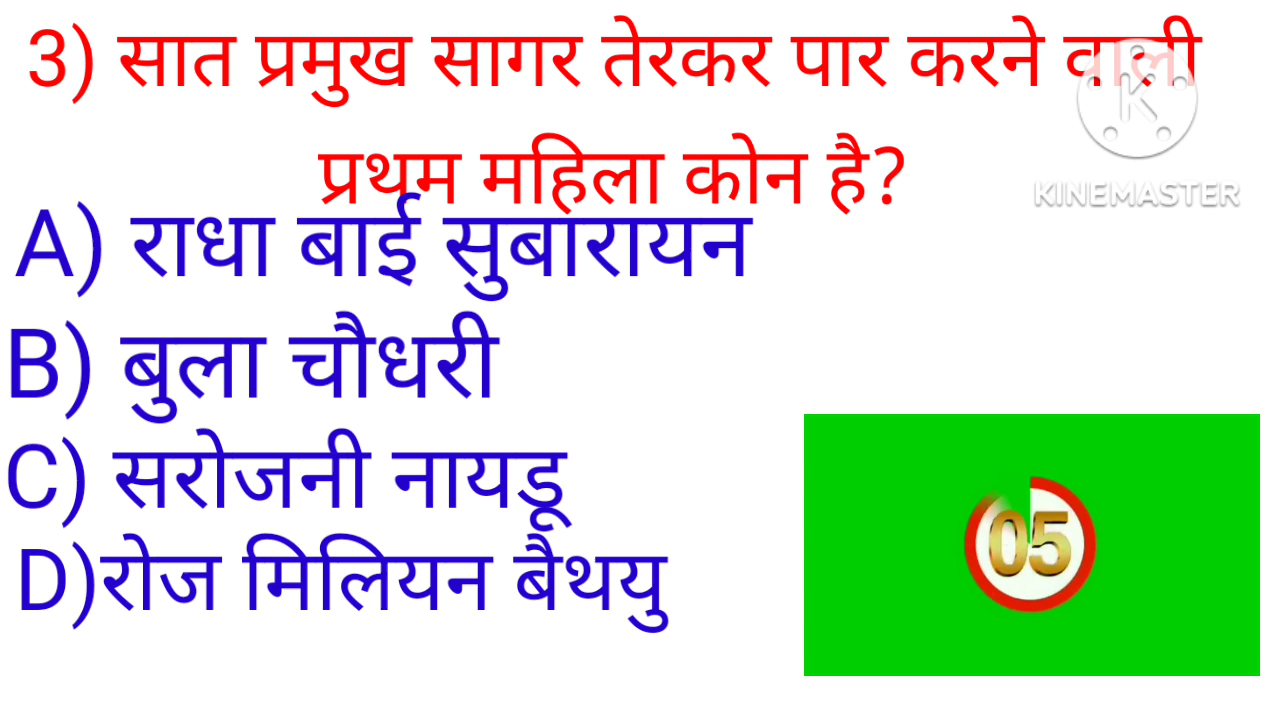 3) सात प्रमुख सागर तेरकर पार करने वाली
प्रथम महिला कोन है?
KINEMASTER
A) राधा बाई सुबारायन
B) बुला चौधरी
C) सरोजनी नायडू
D)रोज मिलियन बैथयु
05